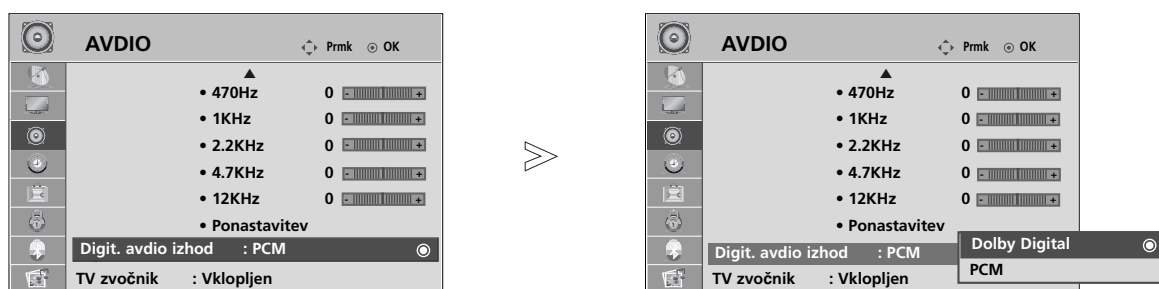 AVDIO Prmk OK
• 470Hz 0 - +
• 1KHz 0 - +
• 2.2KHz 0 - +
• 4.7KHz 0 - +
• 12KHz 0 - +
• Ponastavitev
Digit. avdio izhod : PCM
TV zvočnik : Vklopljen
AVDIO Prmk OK
• 470Hz 0 - +
• 1KHz 0 - +
• 2.2KHz 0 - +
• 4.7KHz 0 - +
• 12KHz 0 - +
• Ponastavitev
Digit. avdio izhod : PCM
TV zvočnik : Vklopljen
Dolby Digital
PCM